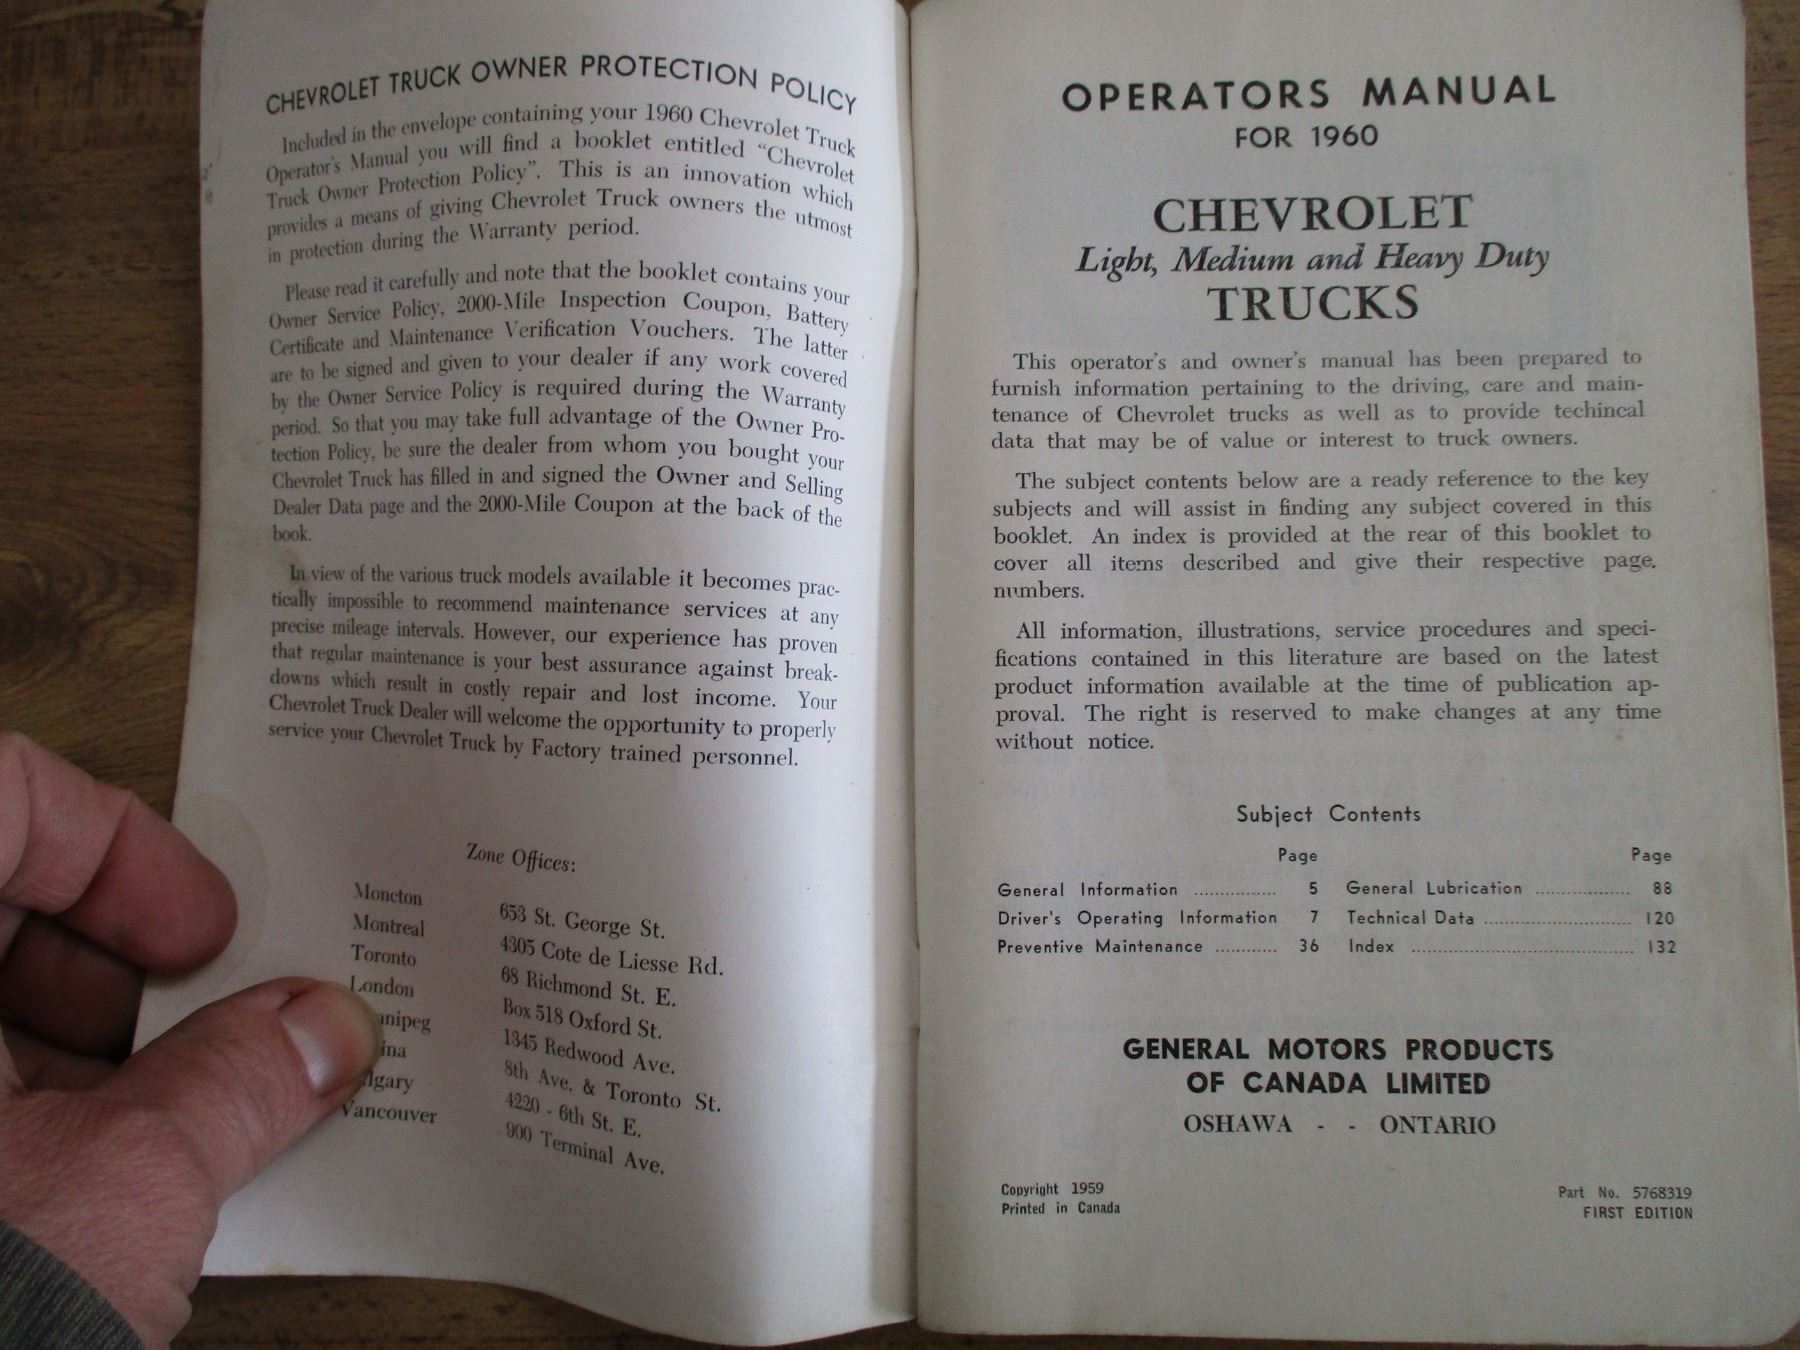 CHEVROLET TRUCK OWNER PROTECTION POLICY
Included in the envelope containing your 1960 Chevrolet Truck
Operator's Manual you will find a booklet entitled “Chevrolet
Truck Owner Protection Policy”. This is an innovation which
provides a means of giving Chevrolet Truck owners the utmost
in protection during the Warranty period.
Please read it carefully and note that the booklet contains your
Owner Service Policy, 2000-Mile Inspection Coupon, Battery
Certificate and Maintenance Verification Vouchers. The latter
are to be signed and given to your dealer if any work covered
by the Owner Service Policy is required during the Warranty
period. So that you may take full advantage of the Owner Pro-
tection Policy, be sure the dealer from whom you bought your
Chevrolet Truck has filled in and signed the Owner and Selling
Dealer Data page and the 2000-Mile Coupon at the back of the
book.
In view of the various truck models available it becomes prac-
tically impossible to recommend maintenance services at any
precise mileage intervals. However, our experience has proven
that regular maintenance is your best assurance against break-
downs which result in costly repair and lost income. Your
Chevrolet Truck Dealer will welcome the opportunity to properly
service your Chevrolet Truck by Factory trained personnel.
Zone Offices:
Moncton 653 St. George St.
Montreal 4305 Cote de Liesse Rd.
Toronto 68 Richmond St. E.
London Box 518 Oxford St.
nnipeg 1345 Redwood Ave.
ina 8th Ave. & Toronto St.
lgary 4220 - 6th St. E.
Vancouver 900 Terminal Ave.
OPERATORS MANUAL
FOR 1960
CHEVROLET
Light, Medium and Heavy Duty
TRUCKS
This operator's and owner's manual has been prepared to
furnish information pertaining to the driving, care and main-
tenance of Chevrolet trucks as well as to provide techincal
data that may be of value or interest to truck owners.
The subject contents below are a ready reference to the key
subjects and will assist in finding any subject covered in this
booklet. An index is provided at the rear of this booklet to
cover all items described and give their respective page.
numbers.
All information, illustrations, service procedures and speci-
fications contained in this literature are based on the latest
product information available at the time of publication ap-
proval. The right is reserved to make changes at any time
without notice.
Subject Contents
Page Page
General Information .............. 5 General Lubrication ................ 88
Driver's Operating Information 7 Technical Data ......................... 120
Preventive Maintenance ........... 36 Index ...................................... 132
GENERAL MOTORS PRODUCTS
OF CANADA LIMITED
OSHAWA - - ONTARIO
Copyright 1959 Part No. 5768319
Printed in Canada FIRST EDITION